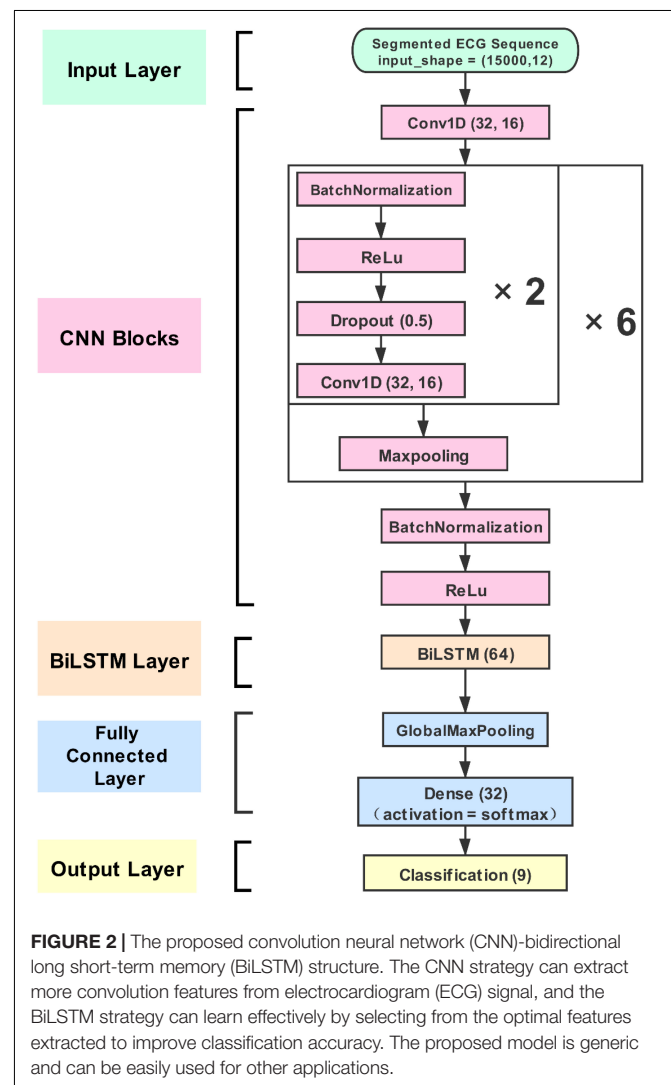 Input Layer
Segmented ECG Sequence
input_shape = (15000,12)
CNN Blocks
Conv1D (32, 16)
BatchNormalization
ReLu
Dropout (0.5)
Conv1D (32, 16)
× 2
× 6
Maxpooling
BatchNormalization
ReLu
BiLSTM Layer
BiLSTM (64)
Fully
Connected
Layer
GlobalMaxPooling
Dense (32)
（activation = softmax）
Output Layer
Classification (9)
FIGURE 2 | The proposed convolution neural network (CNN)-bidirectional
long short-term memory (BiLSTM) structure. The CNN strategy can extract
more convolution features from electrocardiogram (ECG) signal, and the
BiLSTM strategy can learn effectively by selecting from the optimal features
extracted to improve classification accuracy. The proposed model is generic
and can be easily used for other applications.